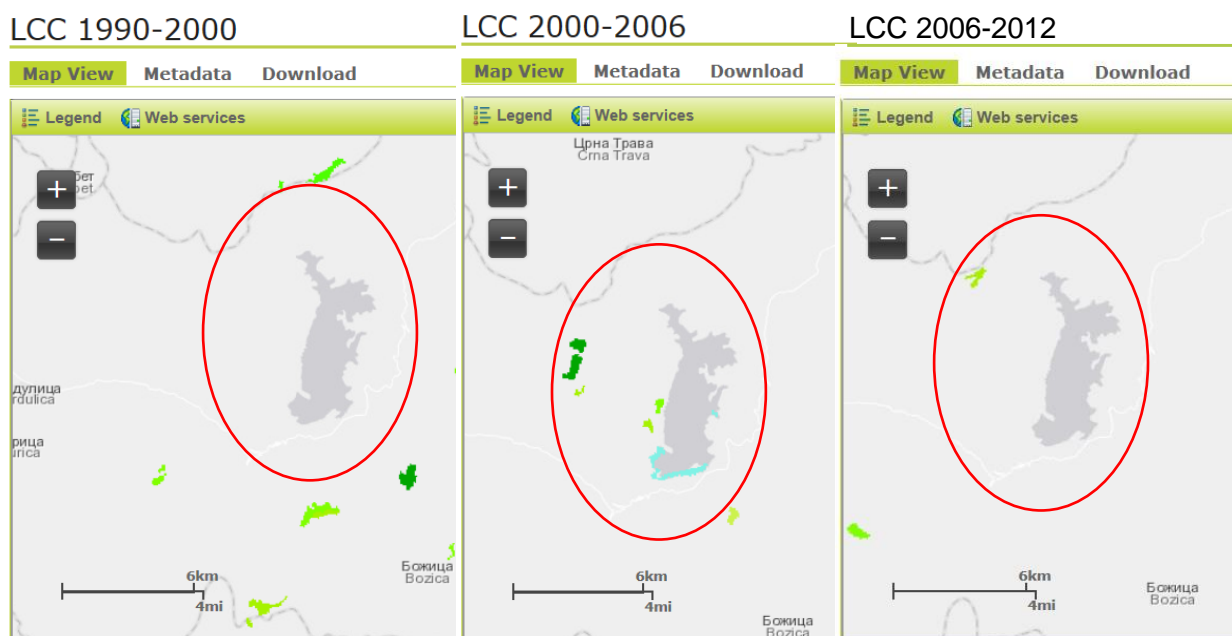 LCC 1990-2000
Map View Metadata Download
Legend Web services
+
−
бет
bet
дулица
rdulica
рица
urica
Божица
Bozica
6km
4mi
LCC 2000-2006
Map View Metadata Download
Legend Web services
Црна Трава
Crna Trava
+
−
6km
4mi
Божица
Bozica
LCC 2006-2012
Map View Metadata Download
Legend Web services
+
−
6km
4mi
Божица
Bozica